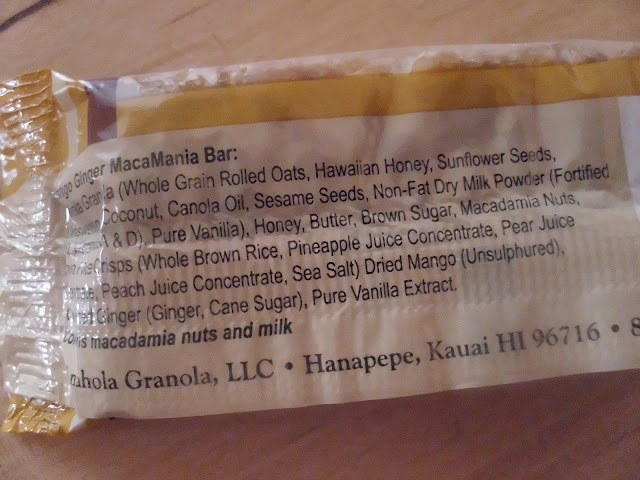 ngo Ginger MacaMania Bar:
Granola (Whole Grain Rolled Oats, Hawaiian Honey, Sunflower Seeds,
Coconut, Canola Oil, Sesame Seeds, Non-Fat Dry Milk Powder (Fortified
A & D), Pure Vanilla), Honey, Butter, Brown Sugar, Macadamia Nuts,
Crisps (Whole Brown Rice, Pineapple Juice Concentrate, Pear Juice
Peach Juice Concentrate, Sea Salt) Dried Mango (Unsulphured),
Ginger (Ginger, Cane Sugar), Pure Vanilla Extract.
macadamia nuts and milk
ahola Granola, LLC • Hanapepe, Kauai HI 96716 • 8